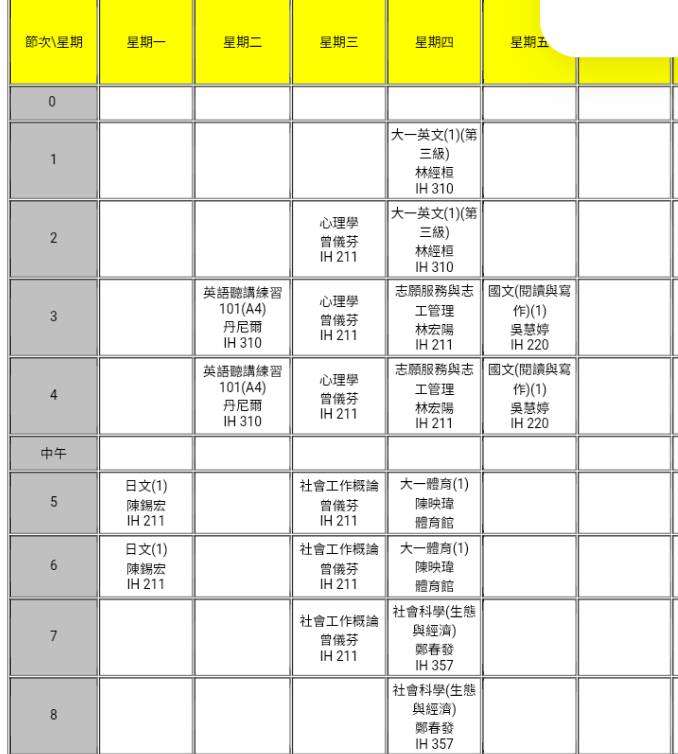 節次\星期 星期一 星期二 星期三 星期四 星期五
0
1
大一英文(1)(第
三級)
林經桓
IH 310
2
心理學
曾儀芬
IH 211
大一英文(1)(第
三級)
林經桓
IH 310
3
英語聽講練習
101(A4)
丹尼爾
IH 310
心理學
曾儀芬
IH 211
志願服務與志
工管理
林宏陽
IH 211
國文(閱讀與寫
作)(1)
吳慧婷
IH 220
4
英語聽講練習
101(A4)
丹尼爾
IH 310
心理學
曾儀芬
IH 211
志願服務與志
工管理
林宏陽
IH 211
國文(閱讀與寫
作)(1)
吳慧婷
IH 220
中午
5
日文(1)
陳錫宏
IH 211
社會工作概論
曾儀芬
IH 211
大一體育(1)
陳映瑋
體育館
6
日文(1)
陳錫宏
IH 211
社會工作概論
曾儀芬
IH 211
大一體育(1)
陳映瑋
體育館
7
社會工作概論
曾儀芬
IH 211
社會科學(生態
與經濟)
鄭春發
IH 357
8
社會科學(生態
與經濟)
鄭春發
IH 357